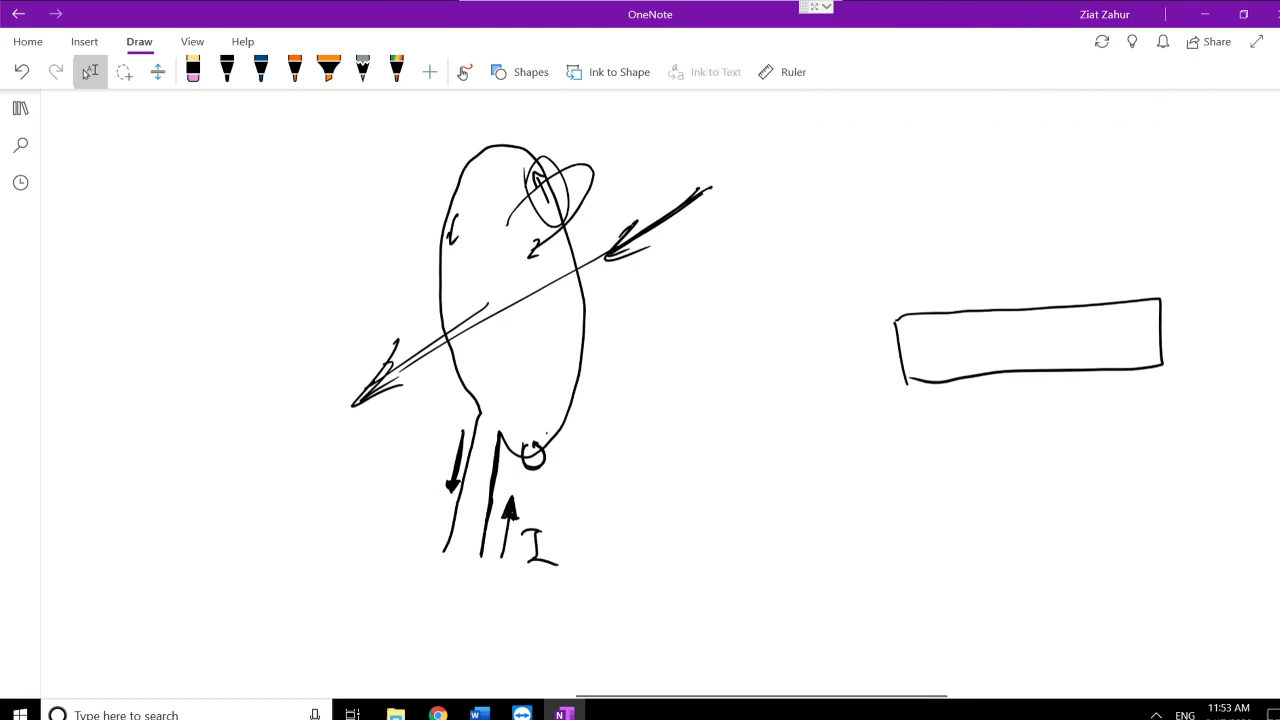 OneNote
Ziat Zahur
Home Insert Draw View Help
Share
Shapes Ink to Shape Ink to Text Ruler
I
Type here to search
ENG
11:53 AM